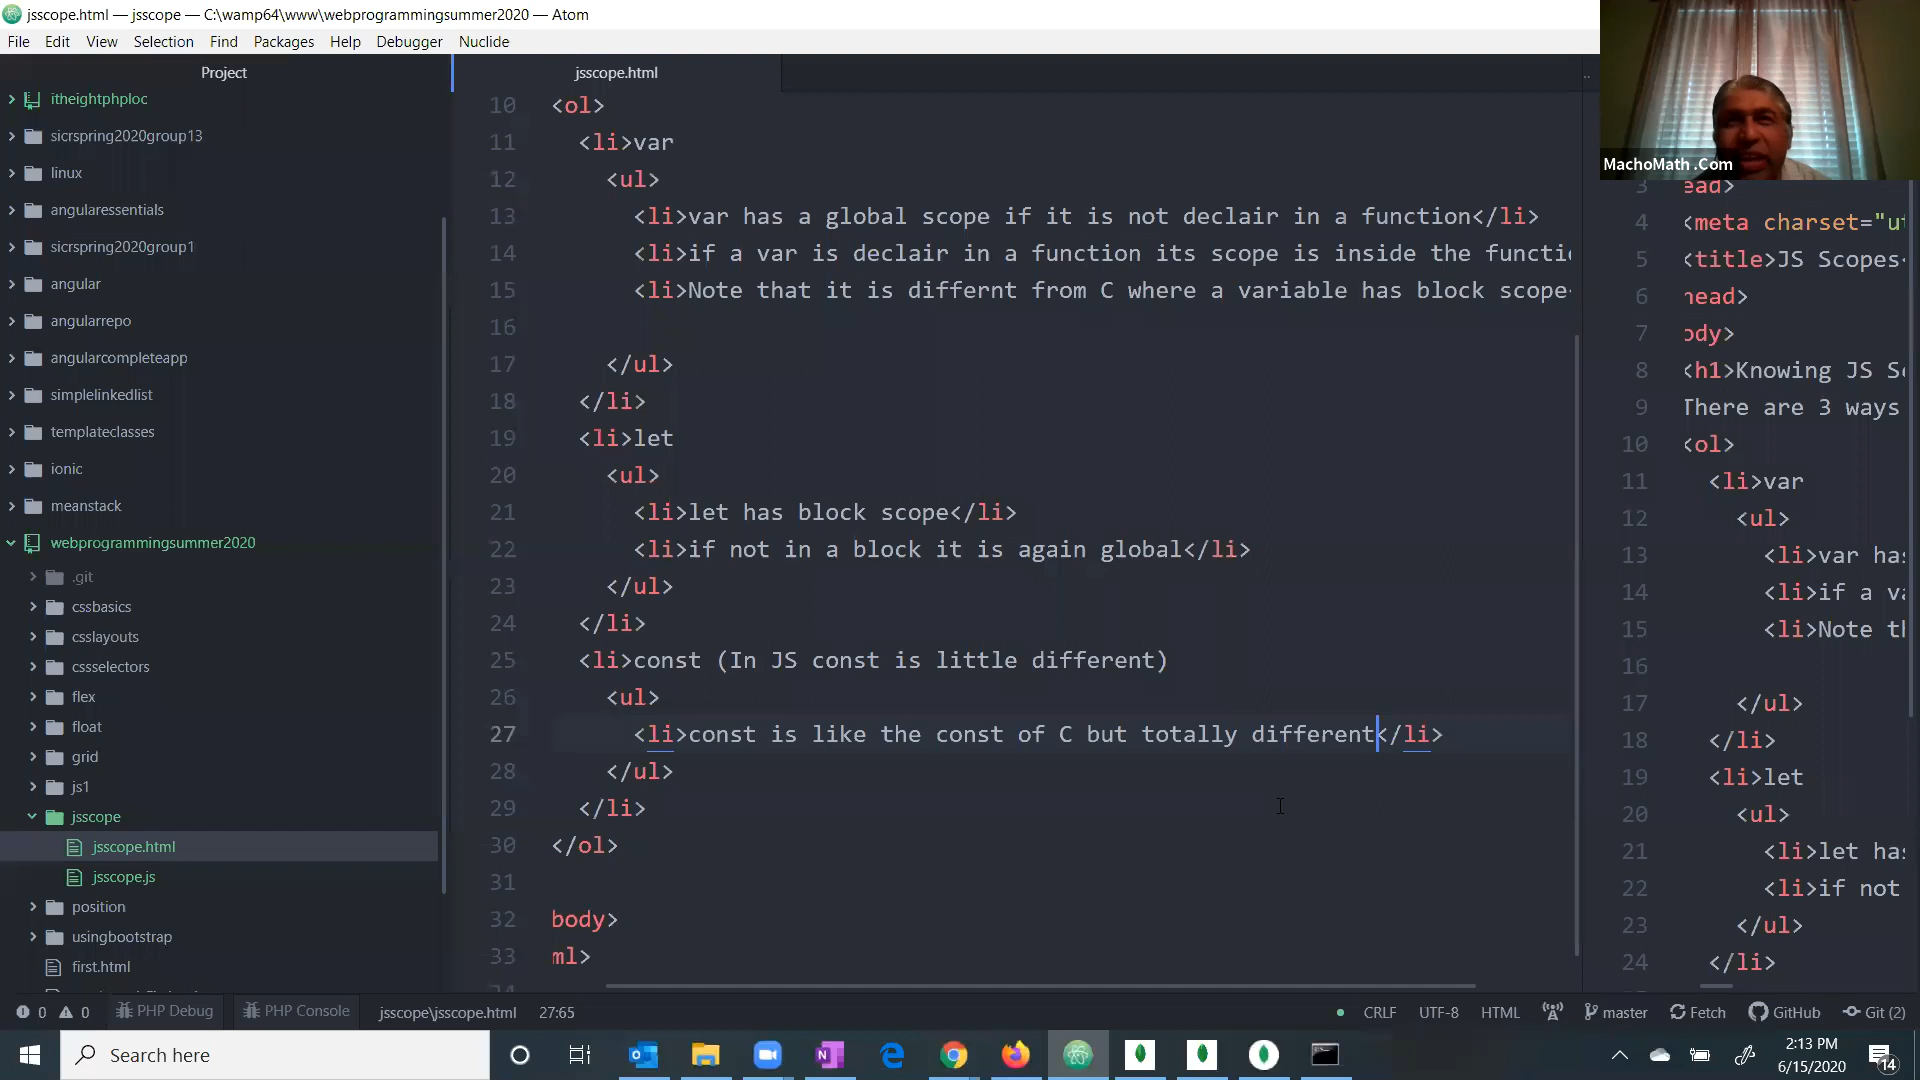 jsscope.html — jsscope — C:\wamp64\www\webprogrammingsummer2020 — Atom
File Edit View Selection Find Packages Help Debugger Nuclide
Project
itheightphploc
sicrspring2020group13
linux
angularessentials
sicrspring2020group1
angular
angularrepo
angularcompleteapp
simplelinkedlist
templateclasses
ionic
meanstack
webprogrammingsummer2020
.git
cssbasics
csslayouts
cssselectors
flex
float
grid
js1
jsscope
jsscope.html
jsscope.js
position
usingbootstrap
first.html
jsscope.html
10 <ol>
11 <li>var
12 <ul>
13 <li>var has a global scope if it is not declair in a function</li>
14 <li>if a var is declair in a function its scope is inside the functi
15 <li>Note that it is differnt from C where a variable has block scope
16
17 </ul>
18 </li>
19 <li>let
20 <ul>
21 <li>let has block scope</li>
22 <li>if not in a block it is again global</li>
23 </ul>
24 </li>
25 <li>const (In JS const is little different)
26 <ul>
27 <li>const is like the const of C but totally different</li>
28 </ul>
29 </li>
30 </ol>
31
32 body>
33 ml>
MachoMath .Com
3 ead>
4 <meta charset="ut
5 <title>JS Scopes<
6 head>
7 ody>
8 <h1>Knowing JS S
9 There are 3 ways
10 <ol>
11 <li>var
12 <ul>
13 <li>var has
14 <li>if a va
15 <li>Note th
16
17 </ul>
18 </li>
19 <li>let
20 <ul>
21 <li>let has
22 <li>if not
23 </ul>
24 </li>
0 0 PHP Debug PHP Console jsscope\jsscope.html 27:65 CRLF UTF-8 HTML master Fetch GitHub Git (2)
Search here
2:13 PM
6/15/2020
14